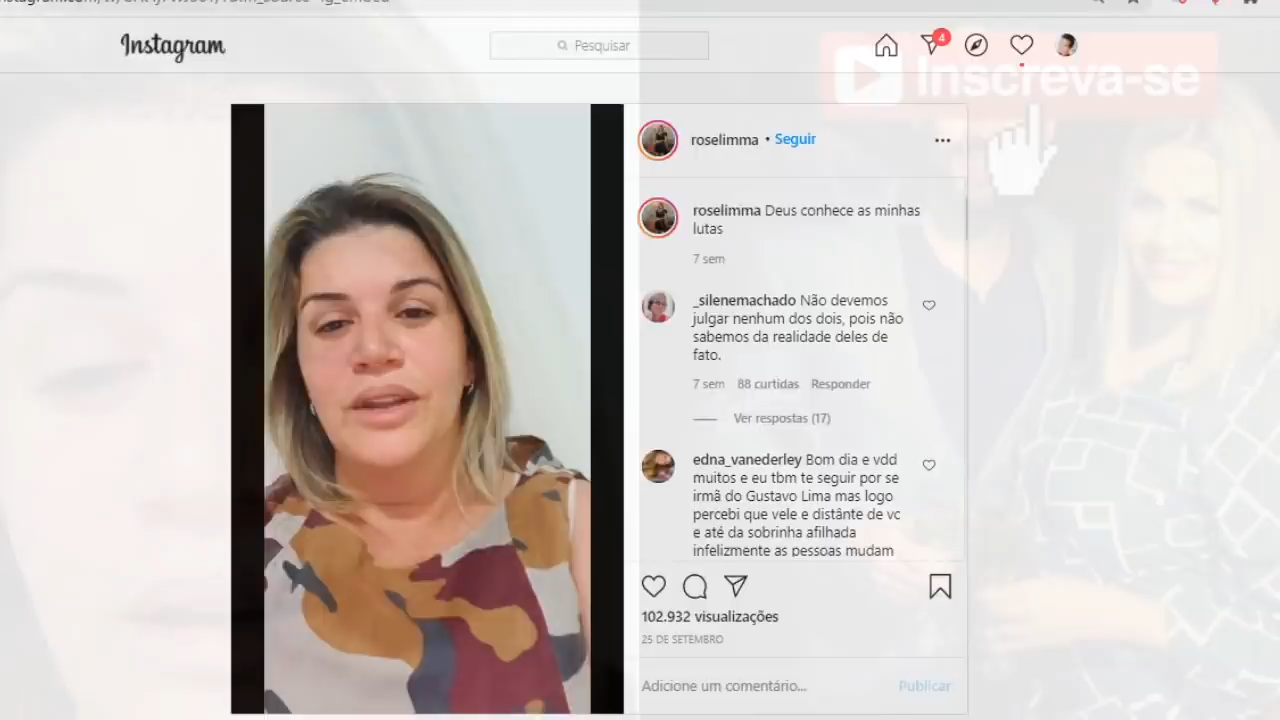 Instagram
Pesquisar
4
Inscreva-se
roselimma • Seguir
roselimma Deus conhece as minhas
lutas
7 sem
_silenemachado Não devemos
julgar nenhum dos dois, pois não
sabemos da realidade deles de
fato.
7 sem 88 curtidas Responder
Ver respostas (17)
edna_vanederley Bom dia e vdd
muitos e eu tbm te seguir por se
irmã do Gustavo Lima mas logo
percebi que vele e distânte de vc
e até da sobrinha afilhada
infelizmente as pessoas mudam
102.932 visualizações
25 DE SETEMBRO
Adicione um comentário...
Publicar